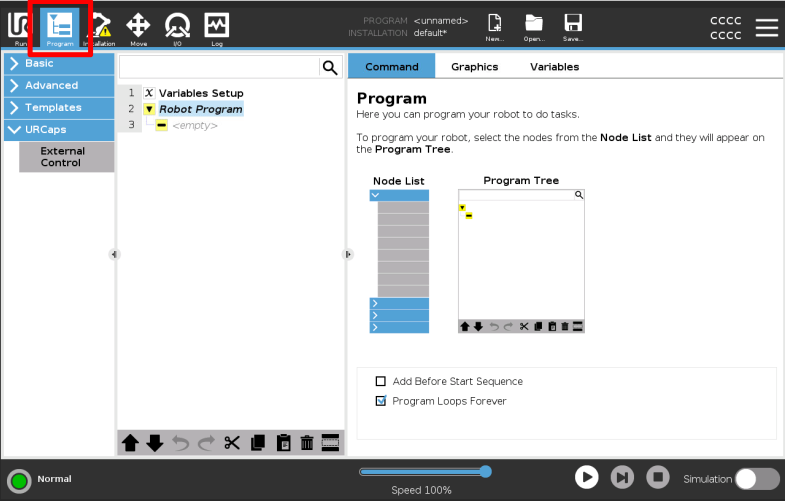 PROGRAM <unnamed>
INSTALLATION default*
CCCC
CCCC
Run
Program
Installation
Move
I/O
Log
New...
Open...
Save...
Basic
Advanced
Templates
URCaps
External
Control
1 X Variables Setup
2 Robot Program
3 <empty>
Command Graphics Variables
Program
Here you can program your robot to do tasks.
To program your robot, select the nodes from the Node List and they will appear on
the Program Tree.
Node List
Program Tree
Add Before Start Sequence
Program Loops Forever
Normal
Speed 100%
Simulation